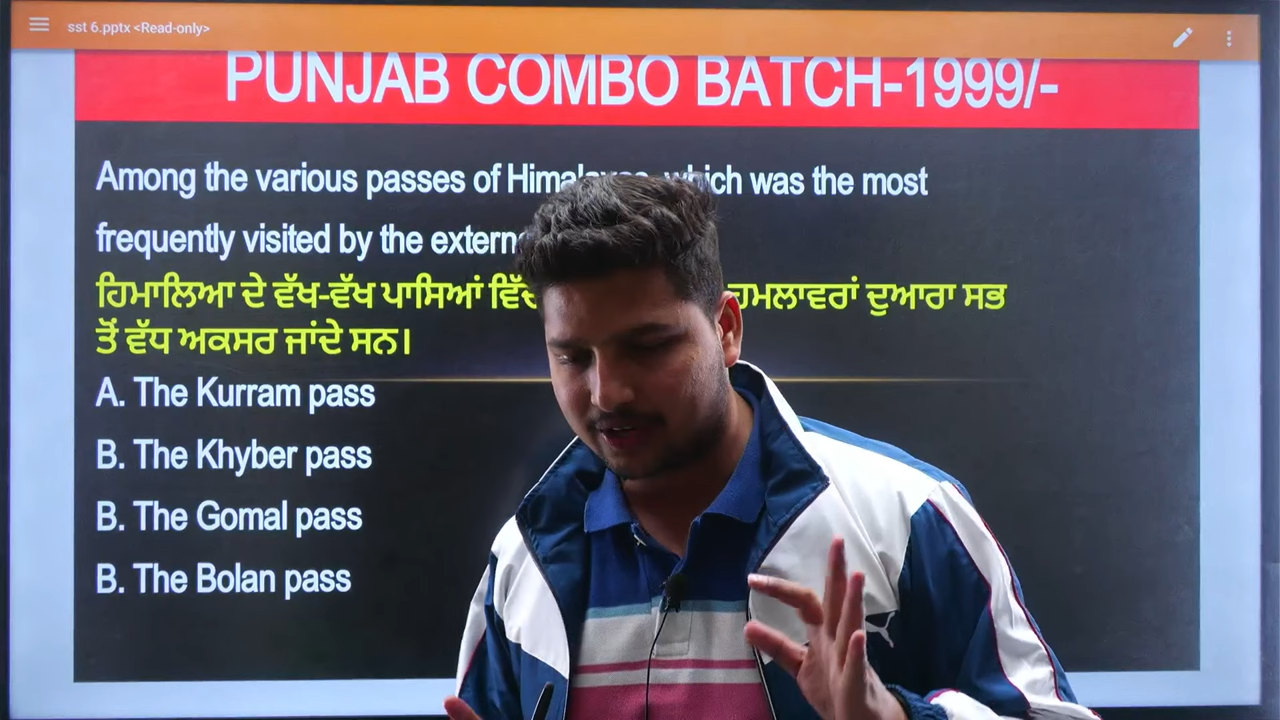 sst 6.pptx <Read-only>
PUNJAB COMBO BATCH-1999/-
Among the various passes of which was the most
frequently visited by the
ਹਿਮਾਲਿਆ ਦੇ ਵੱਖ-ਵੱਖ ਪਾਸਿਆਂ ਹਮਲਾਵਰਾਂ ਦੁਆਰਾ ਸਭ
ਤੋਂ ਵੱਧ ਅਕਸਰ ਜਾਂਦੇ ਸਨ।
A. The Kurram pass
B. The Khyber pass
B. The Gomal pass
B. The Bolan pass